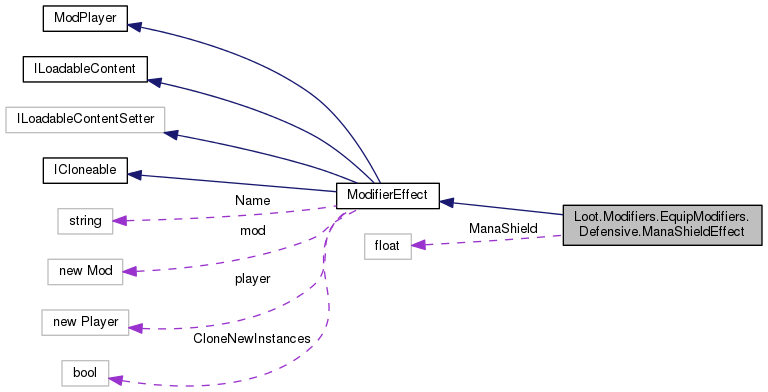 ModPlayer
ILoadableContent
ILoadableContentSetter
ICloneable
ModifierEffect
Name
string
mod
new Mod
player
new Player
CloneNewInstances
bool
float
ManaShield
Loot.Modifiers.EquipModifiers.
Defensive.ManaShieldEffect